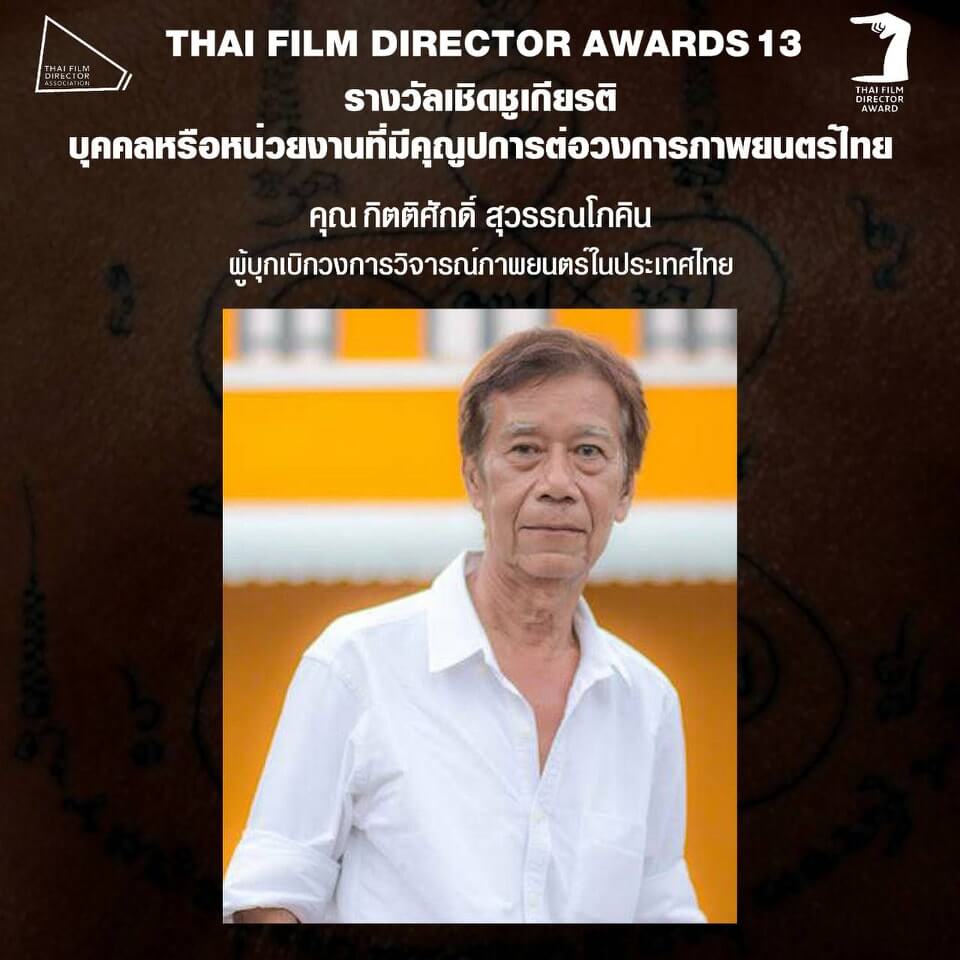 THAI FILM
DIRECTOR
ASSOCIATION
THAI FILM DIRECTOR AWARDS 13
THAI FILM
DIRECTOR
AWARD
รางวัลเชิดชูเกียรติ
บุคคลหรือหน่วยงานที่มีคุณูปการต่อวงการภาพยนตร์ไทย
คุณ กิตติศักดิ์ สุวรรณโภคิน
ผู้บุกเบิกวงการวิจารณ์ภาพยนตร์ในประเทศไทย